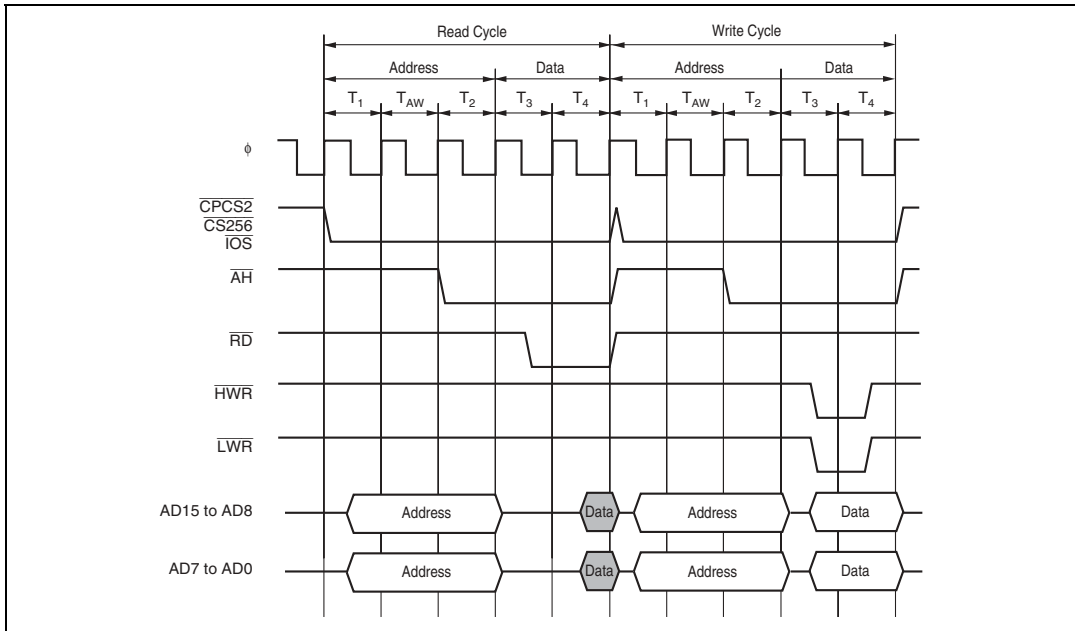 Read Cycle Write Cycle
Address Data Address Data
T1 TAW T2 T3 T4 T1 TAW T2 T3 T4
φ
CPCS2
CS256
IOS
AH
RD
HWR
LWR
AD15 to AD8 Address Data Address Data
AD7 to AD0 Address Data Address Data